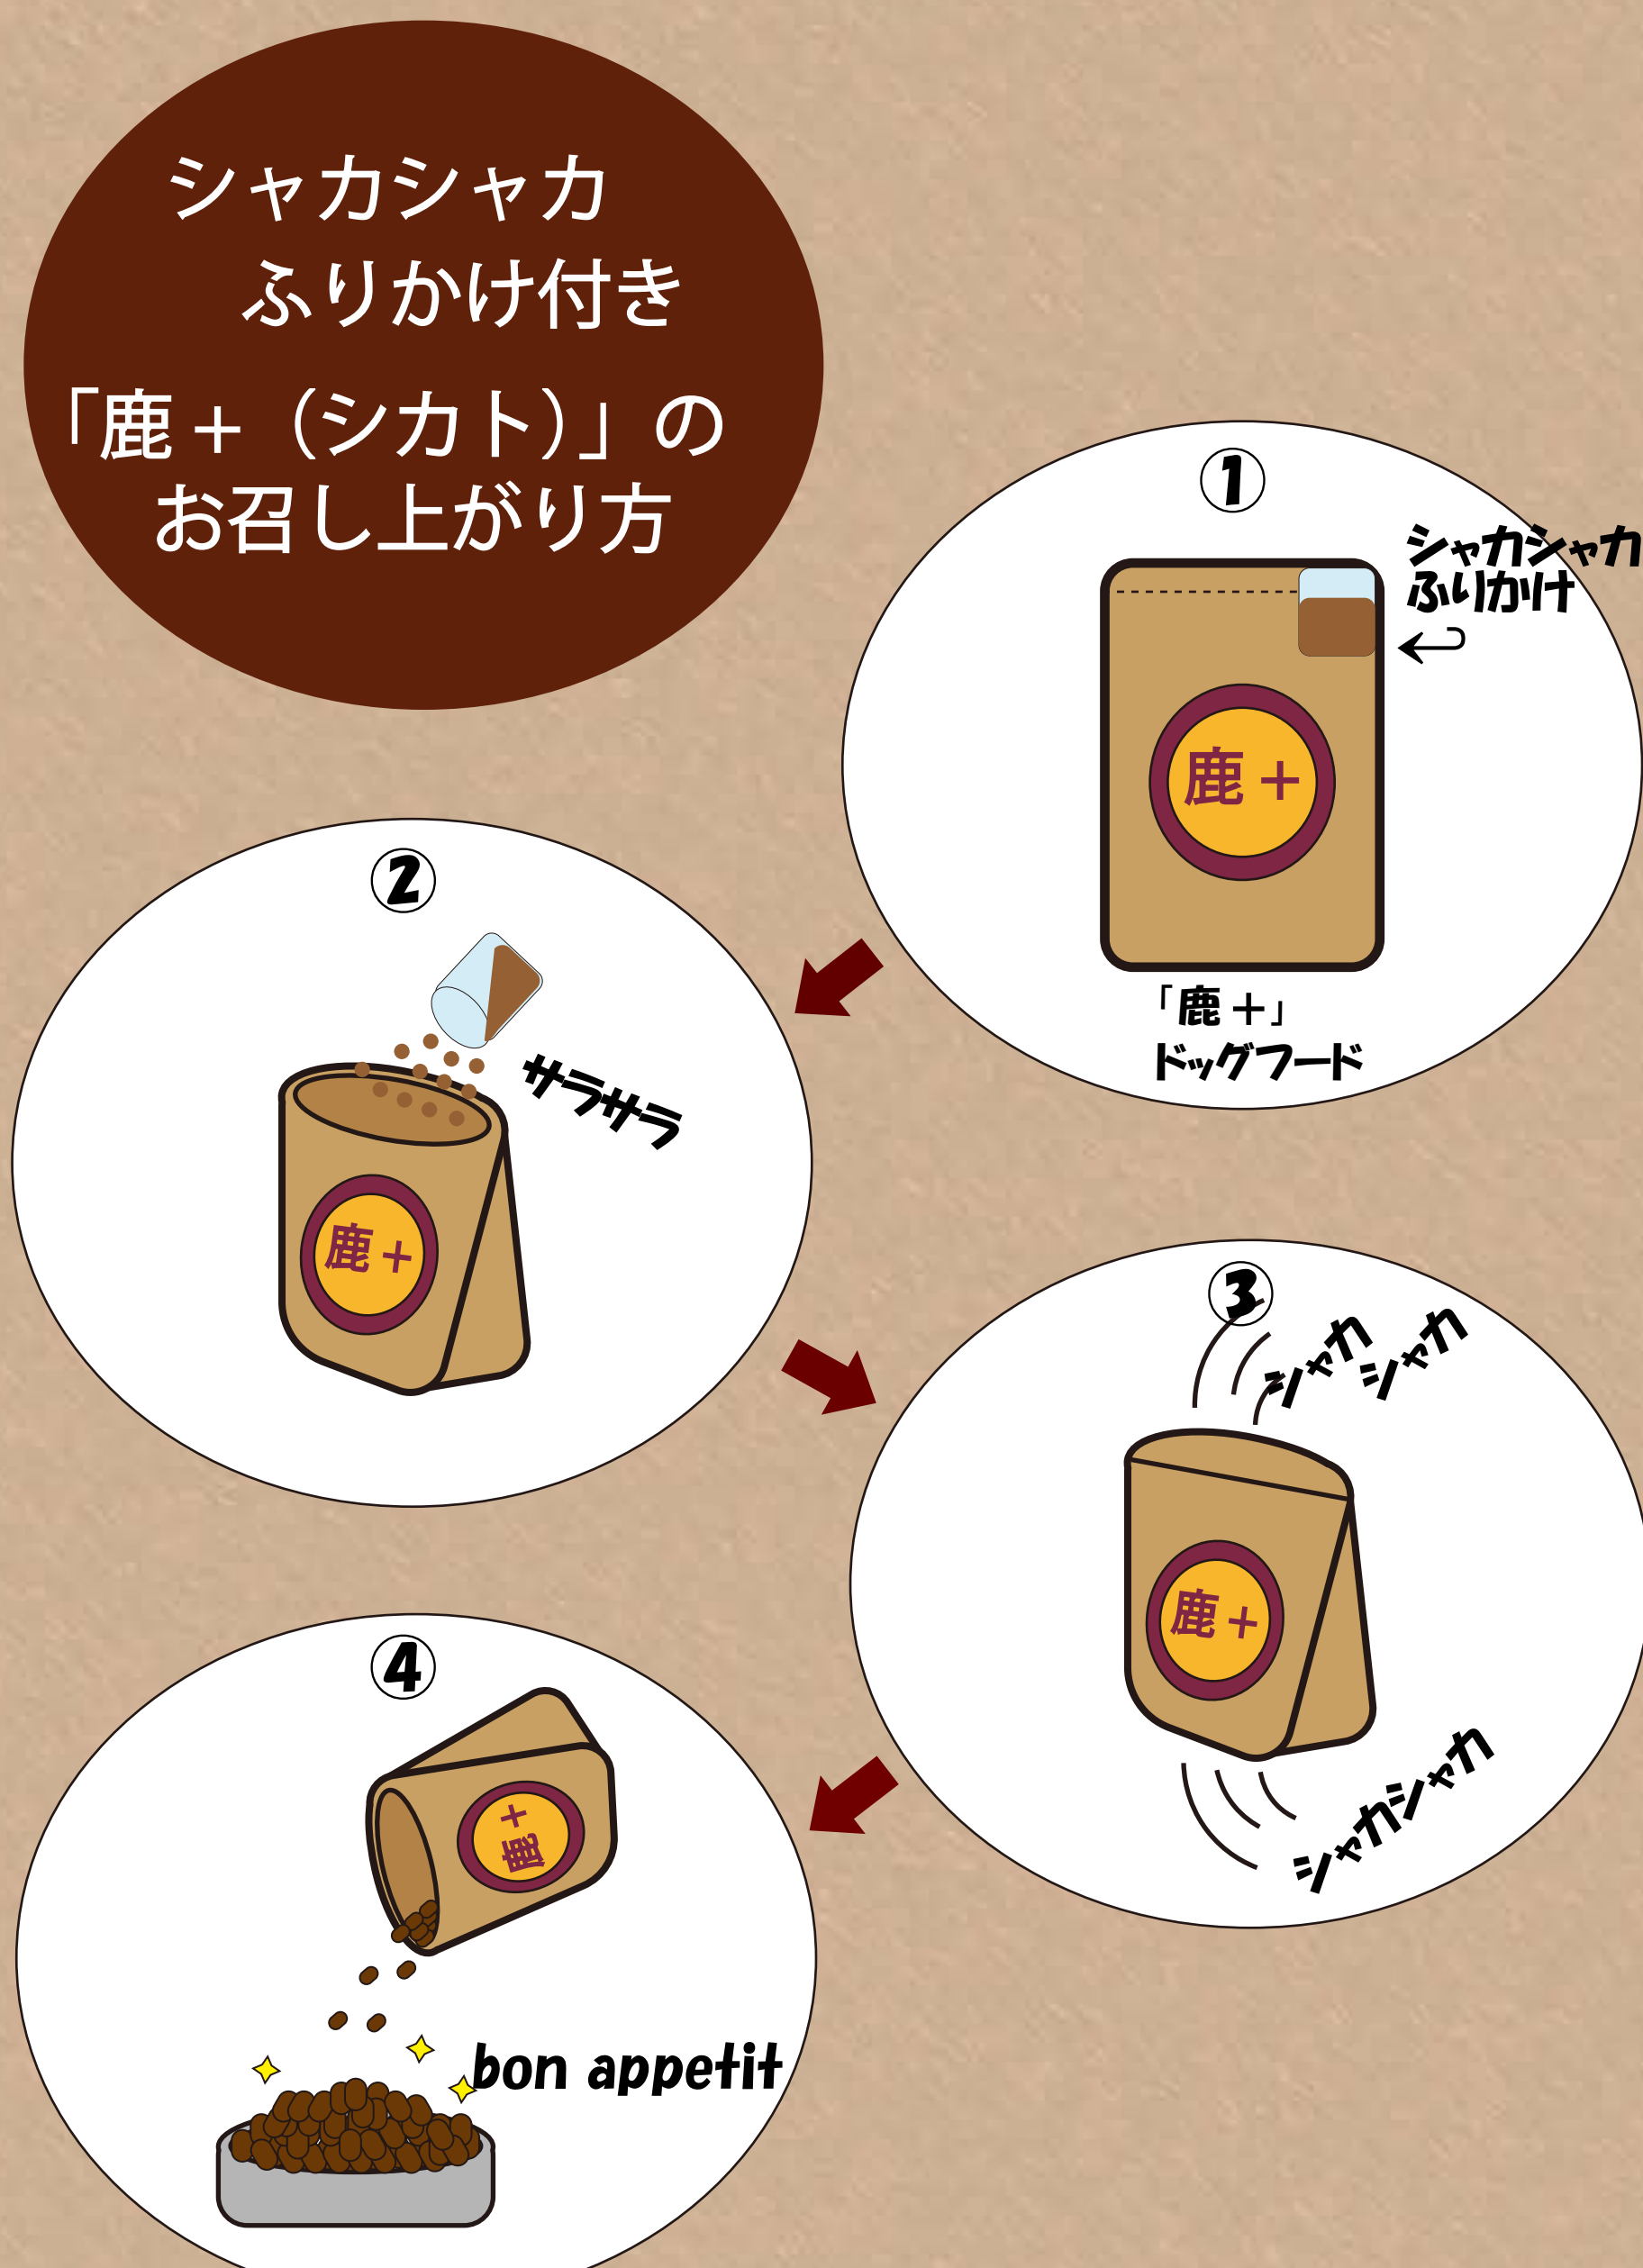 シャカシャカ
ふりかけ付き
「鹿＋（シカト）」の
お召し上がり方
①
シャカシャカ
ふりかけ
鹿＋
「鹿＋」
ドッグフード
②
サラサラ
鹿＋
③
シャカ
シャカ
鹿＋
シャカシャカ
④
鹿＋
bon appetit